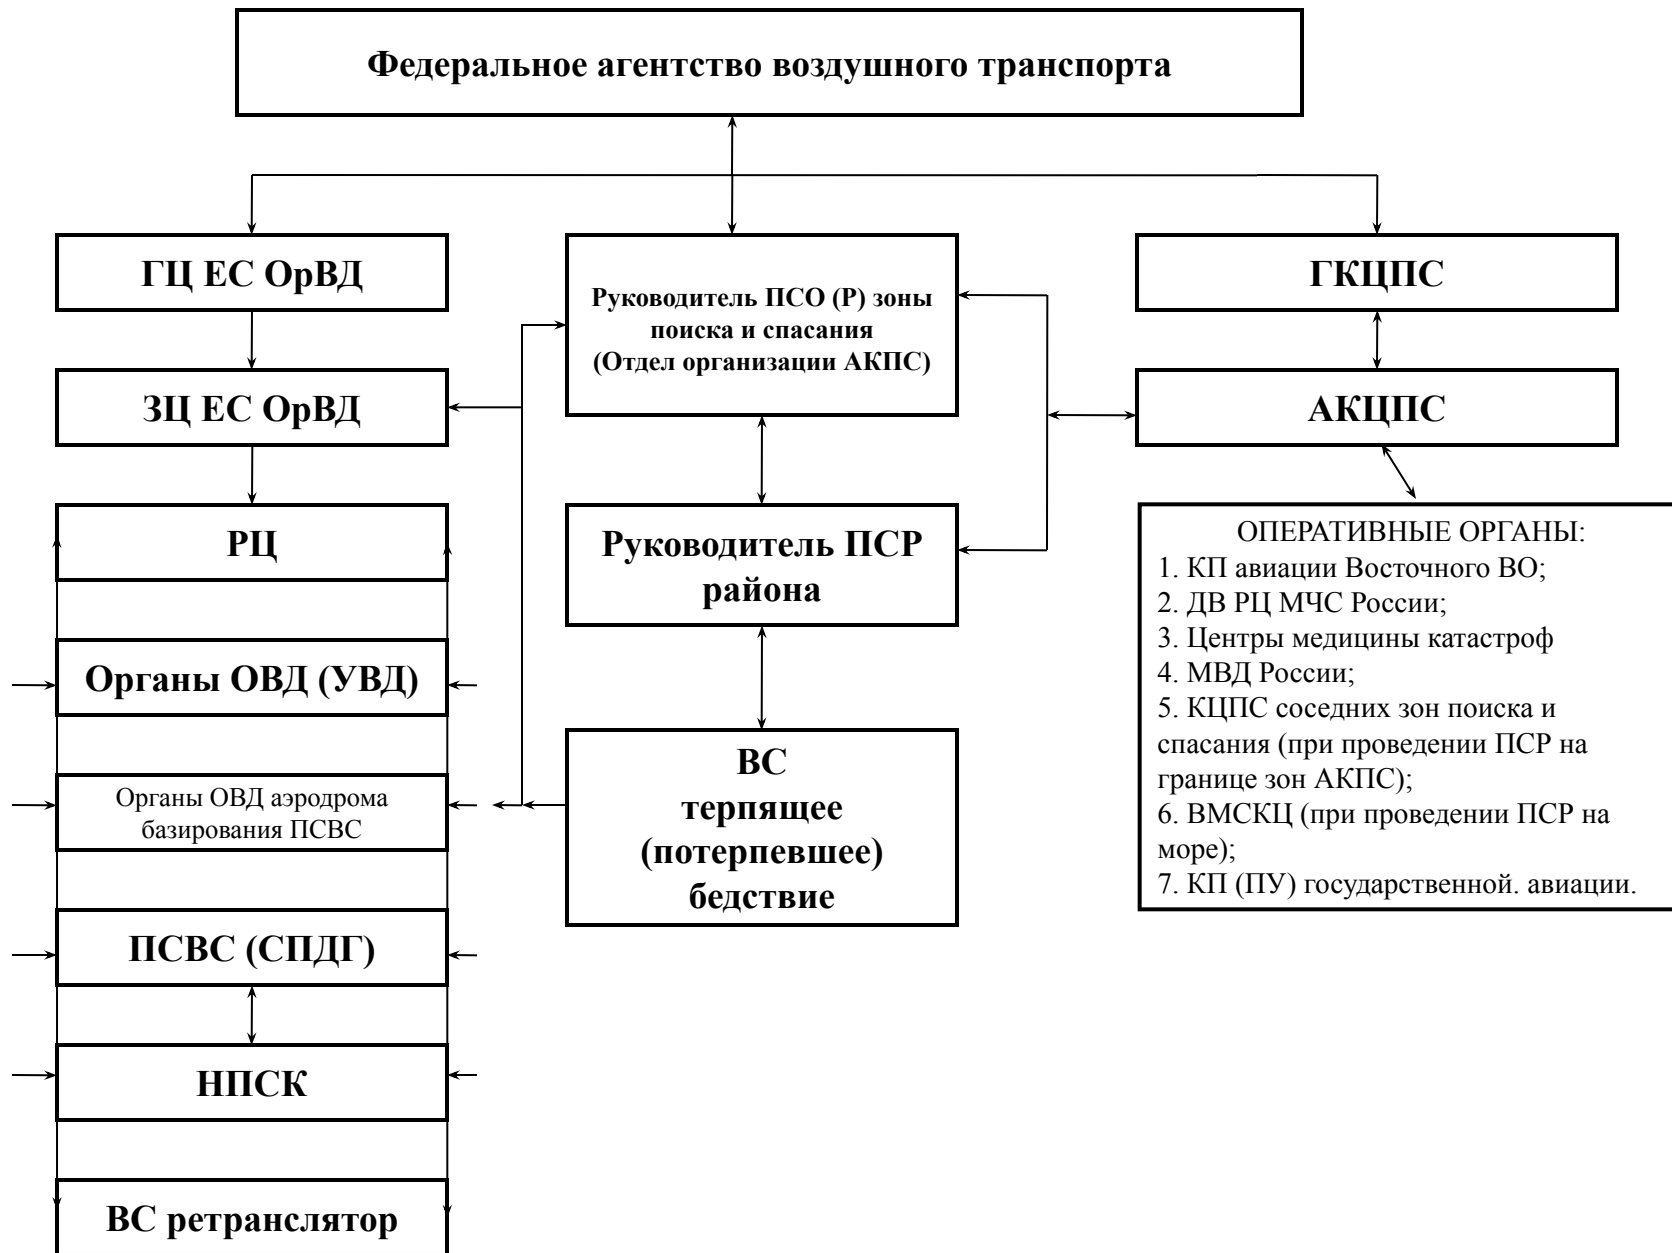 Федеральное агентство воздушного транспорта
ГЦ ЕС ОрВД
ЗЦ ЕС ОрВД
РЦ
Органы ОВД (УВД)
Органы ОВД аэродрома
базирования ПСВС
ПСВС (СПДГ)
НПСК
ВС ретранслятор
Руководитель ПСО (Р) зоны
поиска и спасания
(Отдел организации АКПС)
Руководитель ПСР
района
ВС
терпящее
(потерпевшее)
бедствие
ГКЦПС
АКЦПС
ОПЕРАТИВНЫЕ ОРГАНЫ:
1. КП авиации Восточного ВО;
2. ДВ РЦ МЧС России;
3. Центры медицины катастроф
4. МВД России;
5. КЦПС соседних зон поиска и
спасания (при проведении ПСР на
границе зон АКПС);
6. ВМСКЦ (при проведении ПСР на
море);
7. КП (ПУ) государственной. авиации.